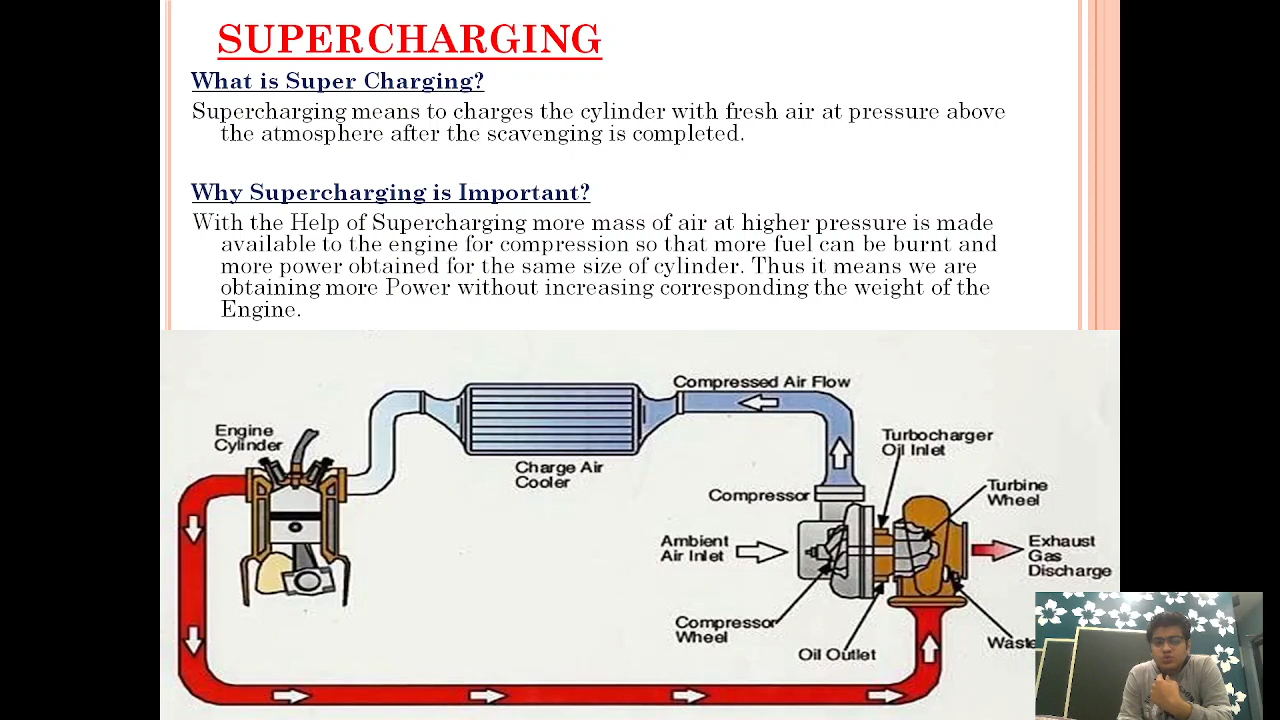 SUPERCHARGING
What is Super Charging?
Supercharging means to charges the cylinder with fresh air at pressure above
the atmosphere after the scavenging is completed.
Why Supercharging is Important?
With the Help of Supercharging more mass of air at higher pressure is made
available to the engine for compression so that more fuel can be burnt and
more power obtained for the same size of cylinder. Thus it means we are
obtaining more Power without increasing corresponding the weight of the
Engine.
Compressed Air Flow
Engine
Cylinder
Turbocharger
Oil Inlet
Charge Air
Cooler
Compressor
Turbine
Wheel
Ambient
Air Inlet
Exhaust
Gas
Discharge
Compressor
Wheel
Oil Outlet
Waste